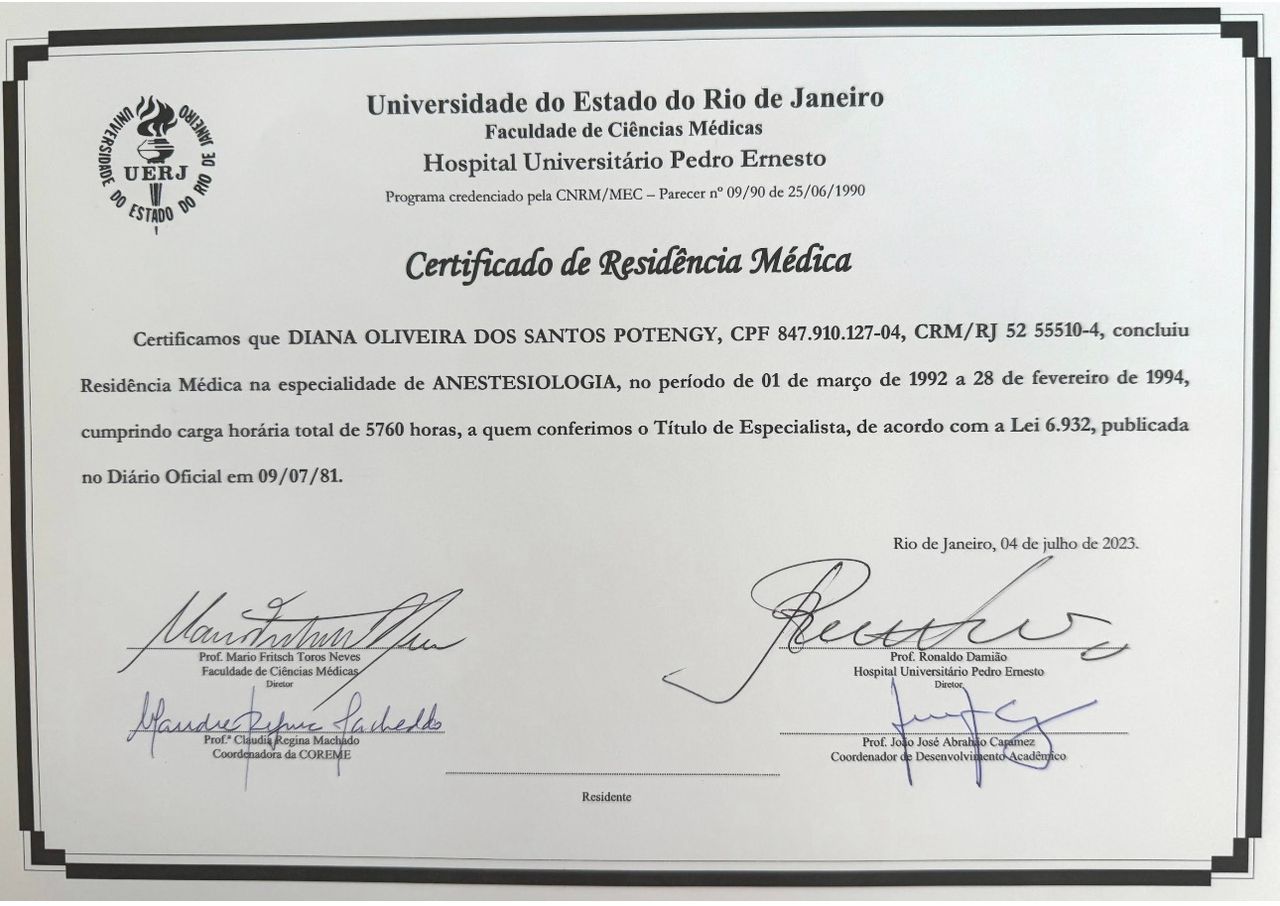 UNIVERSIDADE DO ESTADO DO RIO DE JANEIRO
UERJ
Universidade do Estado do Rio de Janeiro
Faculdade de Ciências Médicas
Hospital Universitário Pedro Ernesto
Programa credenciado pela CNRM/MEC – Parecer nº 09/90 de 25/06/1990
Certificado de Residência Médica
Certificamos que DIANA OLIVEIRA DOS SANTOS POTENGY, CPF 847.910.127-04, CRM/RJ 52 55510-4, concluiu
Residência Médica na especialidade de ANESTESIOLOGIA, no período de 01 de março de 1992 a 28 de fevereiro de 1994,
cumprindo carga horária total de 5760 horas, a quem conferimos o Título de Especialista, de acordo com a Lei 6.932, publicada
no Diário Oficial em 09/07/81.
Rio de Janeiro, 04 de julho de 2023.
Prof. Mario Fritsch Toros Neves
Faculdade de Ciências Médicas
Diretor
Prof. Ronaldo Damião
Hospital Universitário Pedro Ernesto
Diretor
Prof.ª Claudia Regina Machado
Coordenadora da COREME
Prof. João José Abrahão Caramez
Coordenador de Desenvolvimento Acadêmico
Residente